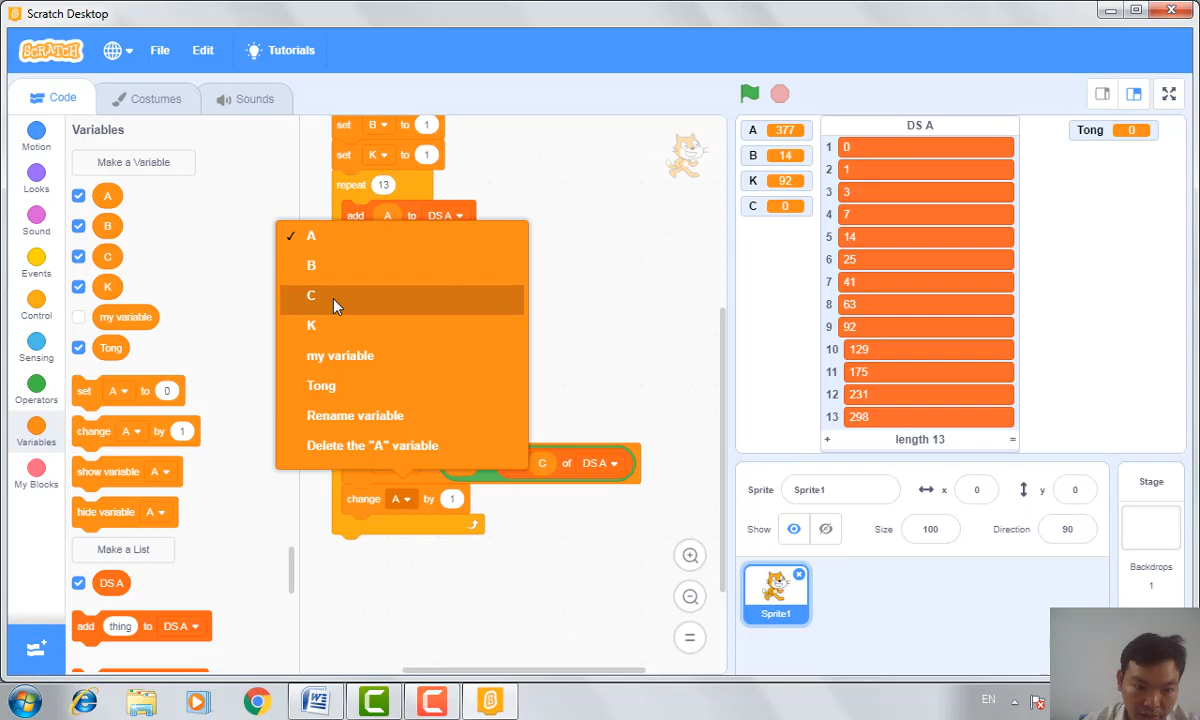 Scratch Desktop
SCRATCH
File
Edit
Tutorials
Code
Costumes
Sounds
Motion
Looks
Sound
Events
Control
Sensing
Operators
Variables
My Blocks
Variables
Make a Variable
A
B
C
K
my variable
Tong
set A to 0
change A by 1
show variable A
hide variable A
Make a List
DS A
add thing to DS A
set B to 1
set K to 1
repeat 13
add A to DS A
✓ A
B
C
K
my variable
Tong
Rename variable
Delete the "A" variable
C of DS A
change A by 1
A 377
B 14
K 92
C 0
DS A
1 0
2 1
3 3
4 7
5 14
6 25
7 41
8 63
9 92
10 129
11 175
12 231
13 298
+ length 13 =
Tong 0
Sprite Sprite1
x 0
y 0
Show
Size 100
Direction 90
Sprite1
Stage
Backdrops
1
EN